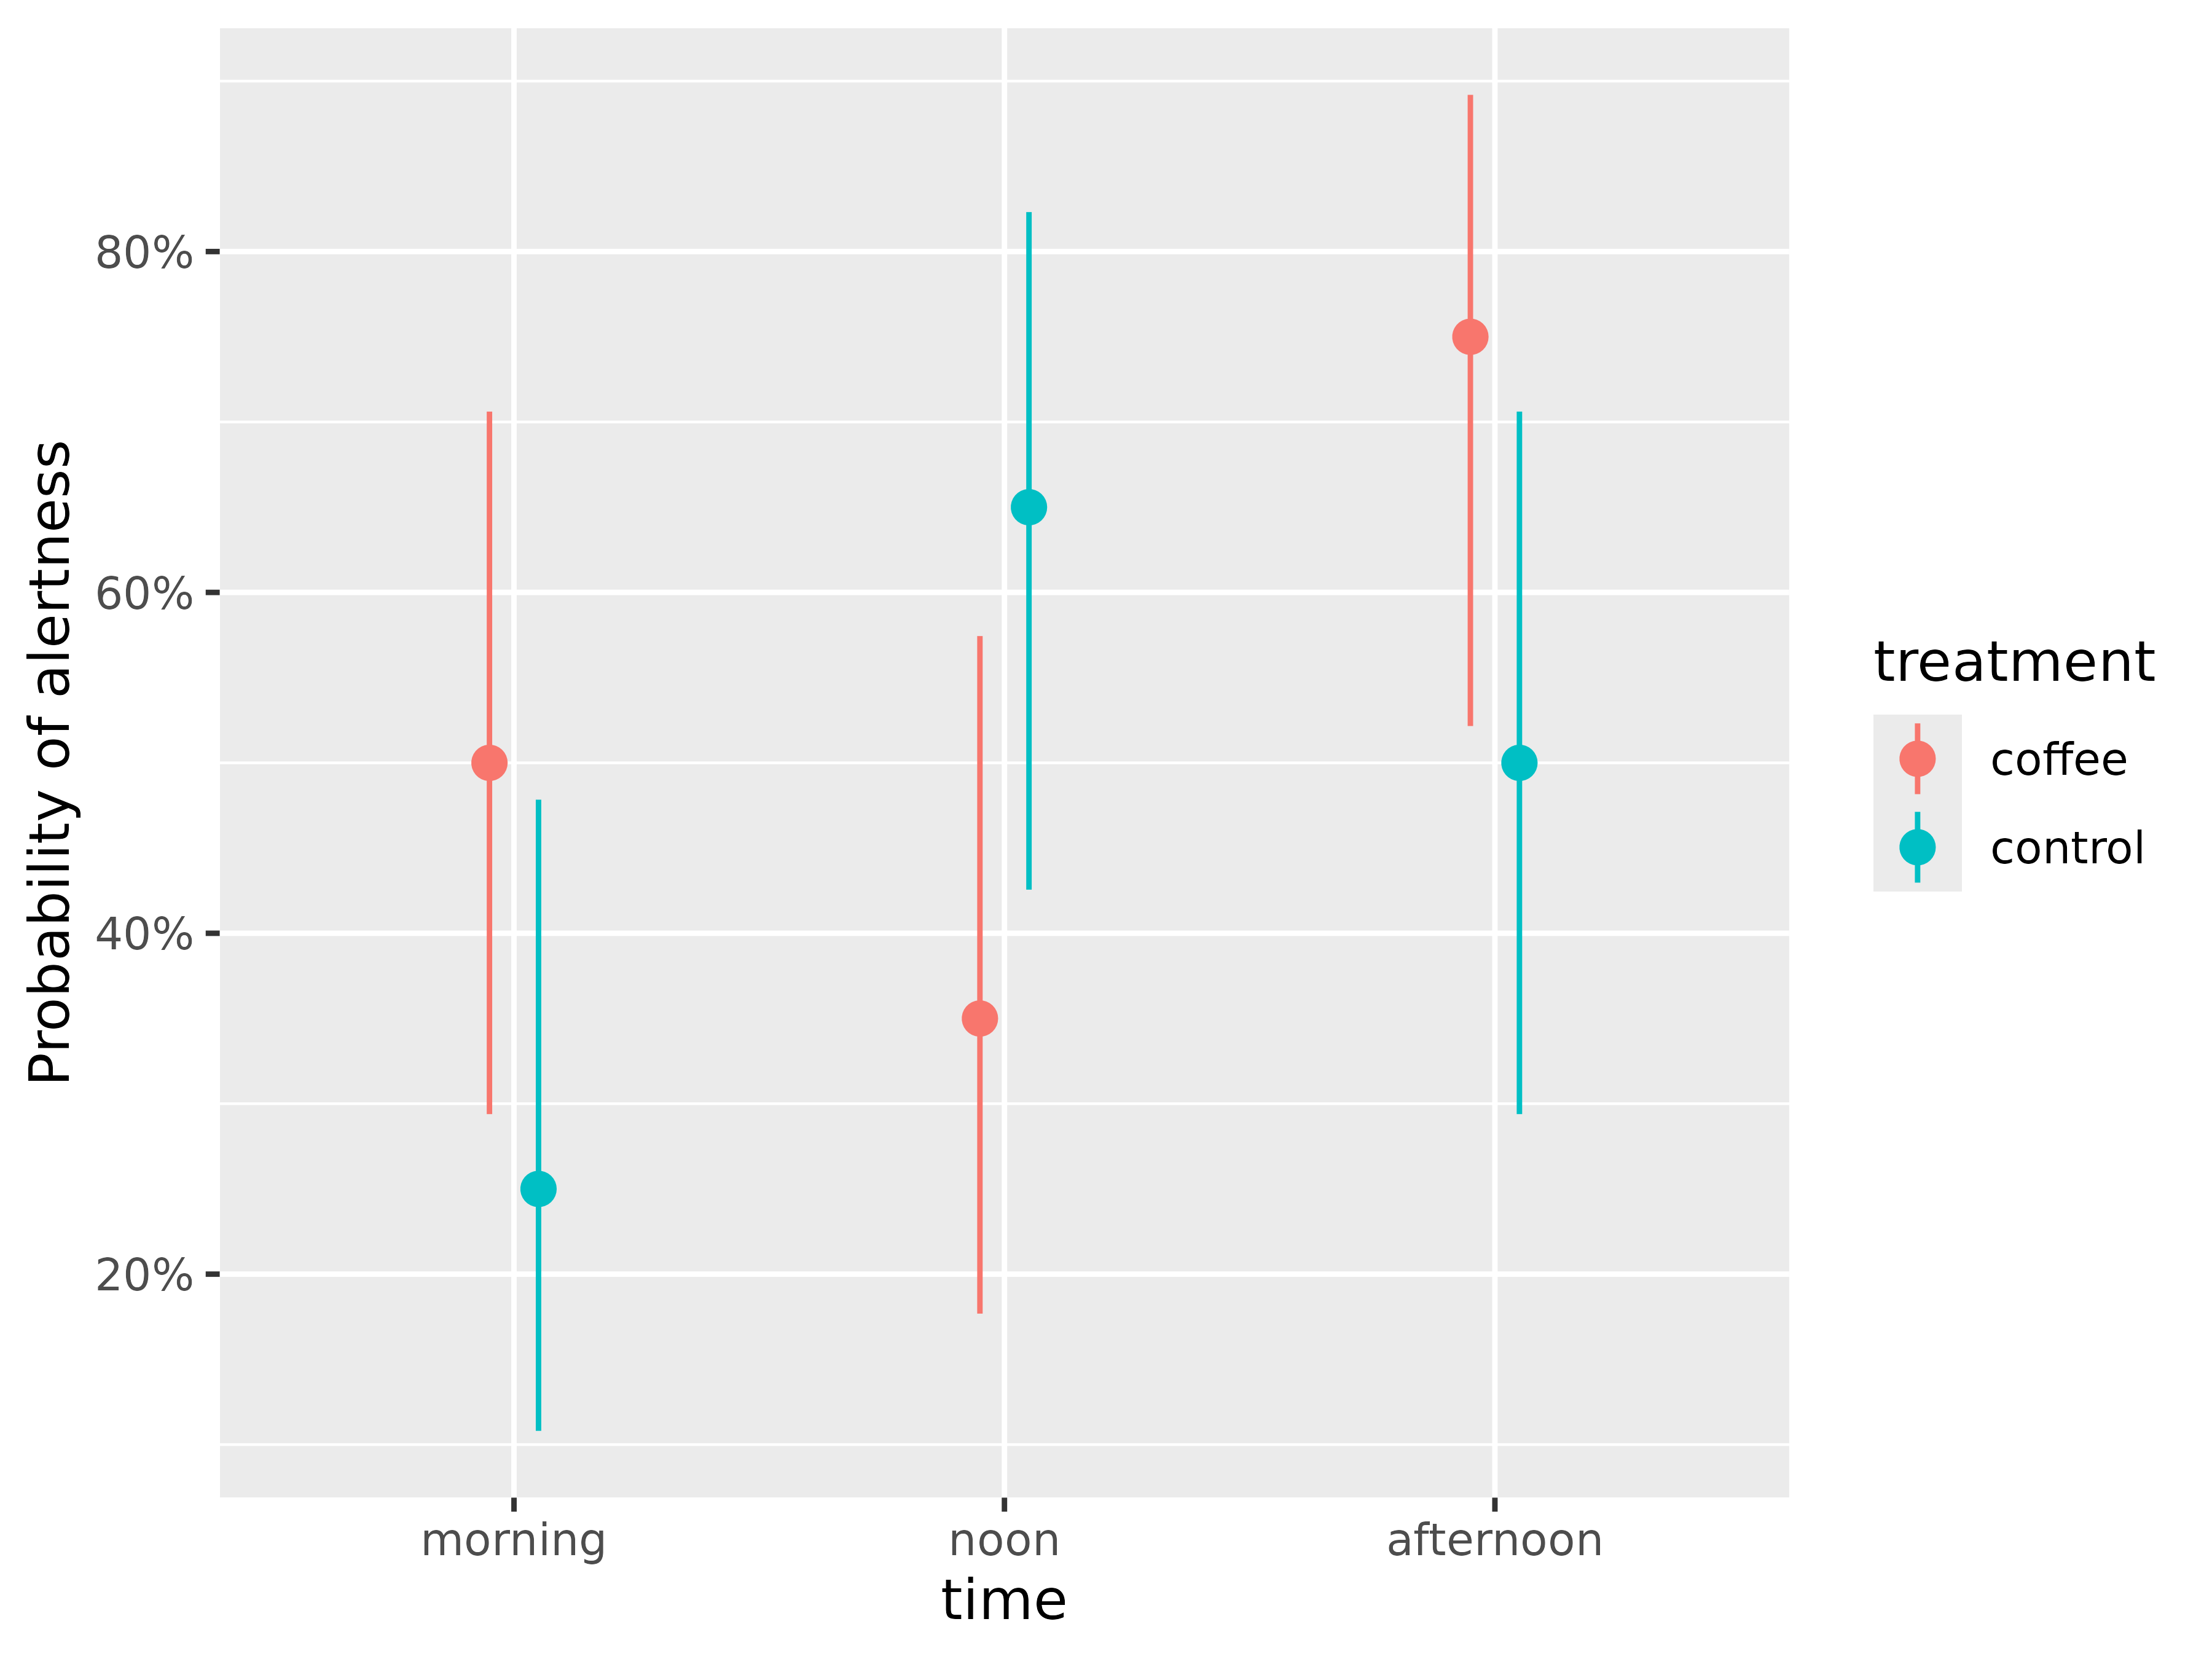 Probability of alertness
80%
60%
40%
20%
morning noon afternoon
time
treatment
coffee
control